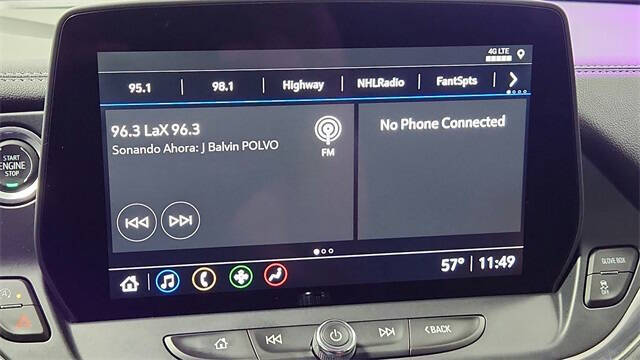 4G LTE
95.1 98.1 Highway NHLRadio FantSpts
96.3 LaX 96.3
Sonando Ahora: J Balvin POLVO
FM
No Phone Connected
57° 11:49
START
ENGINE
STOP
GLOVE BOX
OFF
BACK